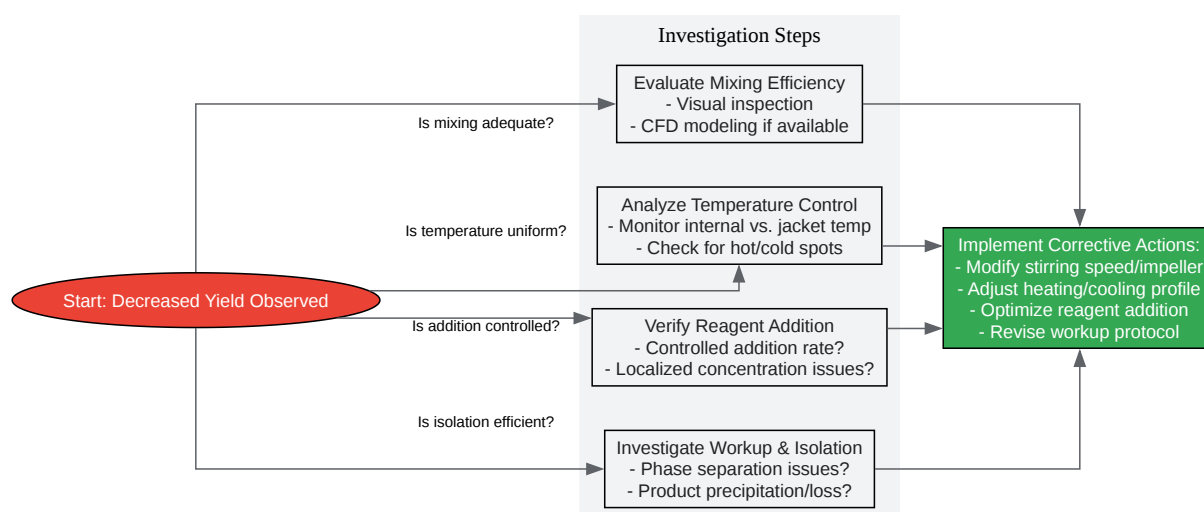 Investigation Steps
Evaluate Mixing Efficiency
- Visual inspection
- CFD modeling if available
Is mixing adequate?
Analyze Temperature Control
- Monitor internal vs. jacket temp
- Check for hot/cold spots
Is temperature uniform?
Start: Decreased Yield Observed
Implement Corrective Actions:
- Modify stirring speed/impeller
- Adjust heating/cooling profile
- Optimize reagent addition
- Revise workup protocol
Is addition controlled?
Verify Reagent Addition
- Controlled addition rate?
- Localized concentration issues?
Is isolation efficient?
Investigate Workup & Isolation
- Phase separation issues?
- Product precipitation/loss?